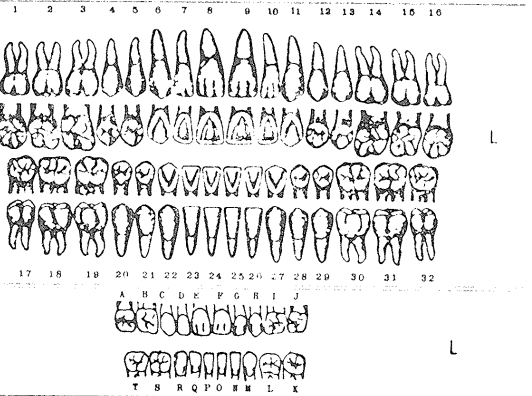 1 2 3 4 5 6 7 8 9 10 11 12 13 14 15 16
L
17 18 19 20 21 22 23 24 25 26 27 28 29 30 31 32
A B C D E F G H I J
L
T S R Q P O N M L K